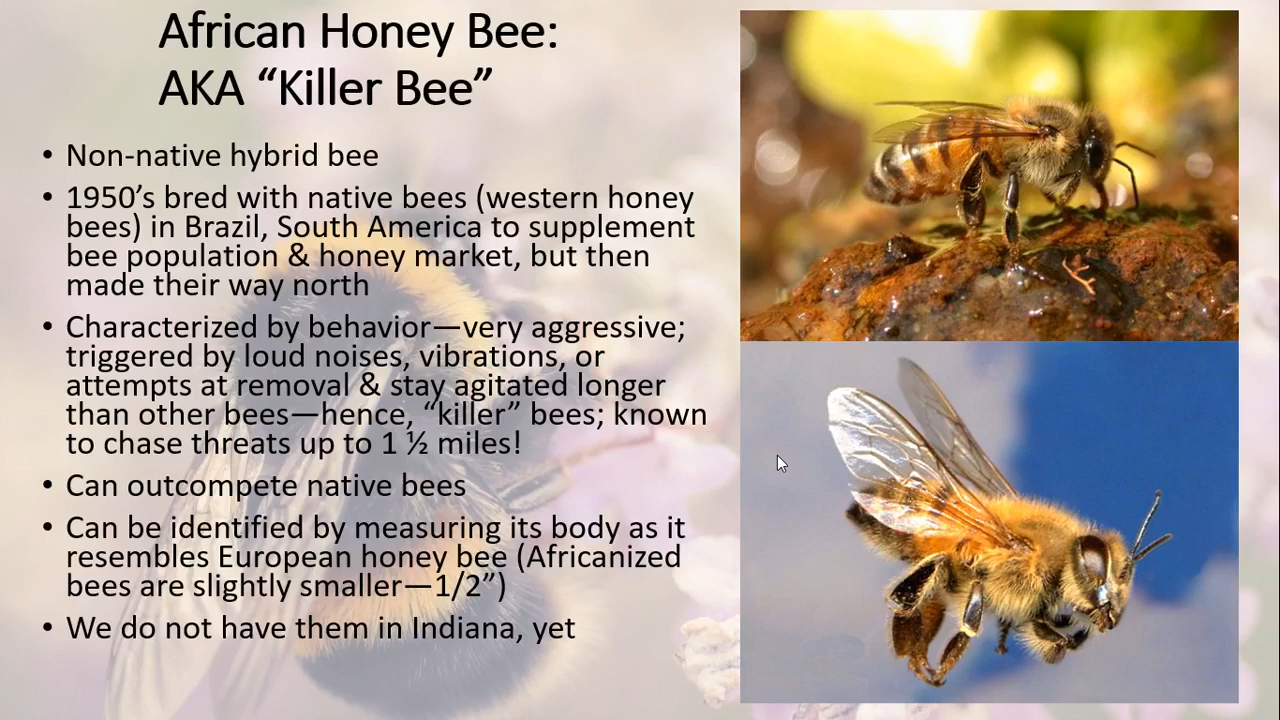 African Honey Bee:
AKA “Killer Bee”
• Non-native hybrid bee
• 1950’s bred with native bees (western honey
bees) in Brazil, South America to supplement
bee population & honey market, but then
made their way north
• Characterized by behavior—very aggressive;
triggered by loud noises, vibrations, or
attempts at removal & stay agitated longer
than other bees—hence, “killer” bees; known
to chase threats up to 1 ½ miles!
• Can outcompete native bees
• Can be identified by measuring its body as it
resembles European honey bee (Africanized
bees are slightly smaller—1/2”)
• We do not have them in Indiana, yet